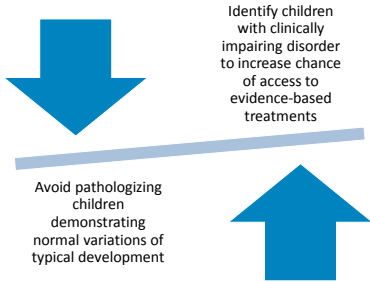 Identify children
with clinically
impairing disorder
to increase chance
of access to
evidence-based
treatments
Avoid pathologizing
children
demonstrating
normal variations of
typical development